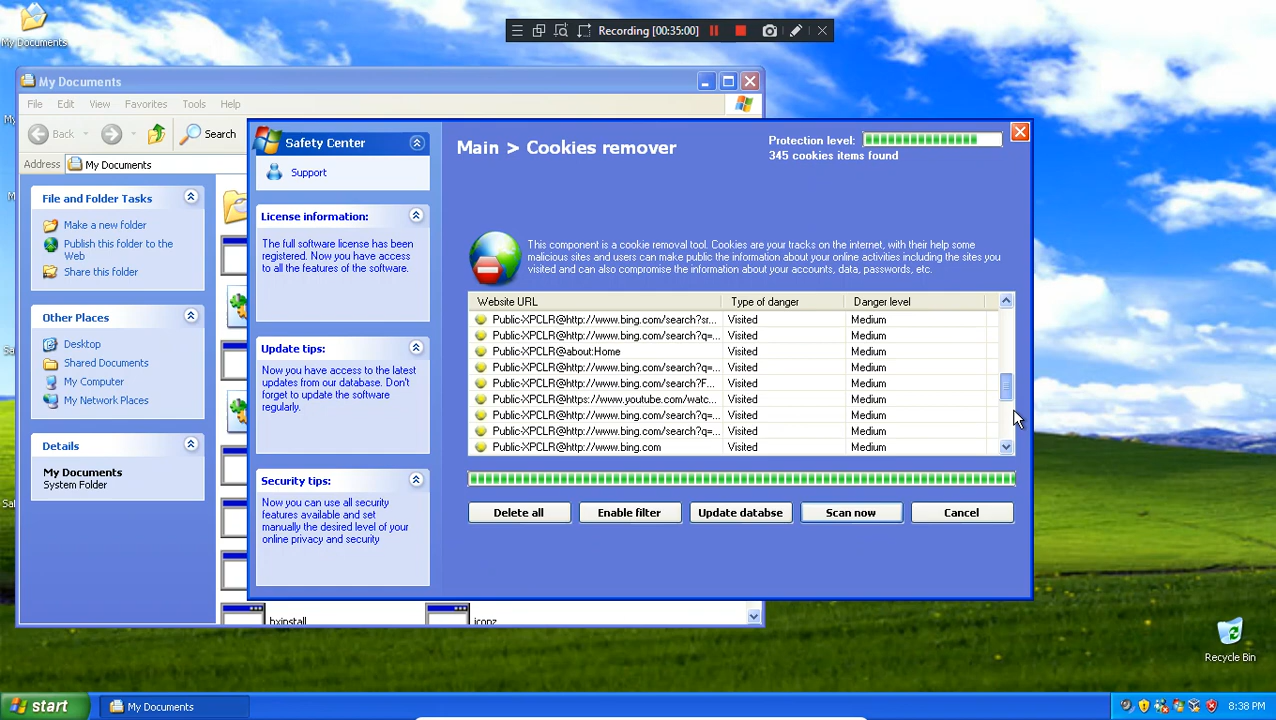 My Documents
Recording [00:35:00]
My Documents
File Edit View Favorites Tools Help
Back Search
Address My Documents
File and Folder Tasks
Make a new folder
Publish this folder to the
Web
Share this folder
Other Places
Desktop
Shared Documents
My Computer
My Network Places
Details
My Documents
System Folder
bxinstall
iconz
Safety Center
Support
License information:
The full software license has been
registered. Now you have access
to all the features of the software.
Update tips:
Now you have access to the latest
updates from our database. Don't
forget to update the software
regularly.
Security tips:
Now you can use all security
features available and set
manually the desired level of your
online privacy and security
Main > Cookies remover
Protection level:
345 cookies items found
This component is a cookie removal tool. Cookies are your tracks on the internet, with their help some
malicious sites and users can make public the information about your online activities including the sites you
visited and can also compromise the information about your accounts, data, passwords, etc.
Website URL Type of danger Danger level
Public-XPCLR@http://www.bing.com/search?sr... Visited Medium
Public-XPCLR@http://www.bing.com/search?q=... Visited Medium
Public-XPCLR@about:Home Visited Medium
Public-XPCLR@http://www.bing.com/search?q=... Visited Medium
Public-XPCLR@http://www.bing.com/search?F... Visited Medium
Public-XPCLR@https://www.youtube.com/watc... Visited Medium
Public-XPCLR@http://www.bing.com/search?q=... Visited Medium
Public-XPCLR@http://www.bing.com/search?q=... Visited Medium
Public-XPCLR@http://www.bing.com Visited Medium
Delete all Enable filter Update databse Scan now Cancel
Recycle Bin
start My Documents 8:38 PM